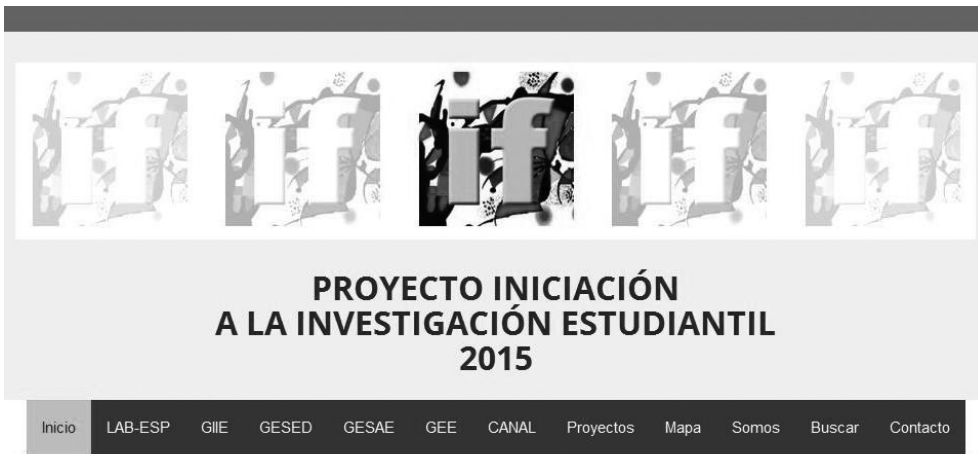 if if if if if
PROYECTO INICIACIÓN
A LA INVESTIGACIÓN ESTUDIANTIL
2015
Inicio LAB-ESP GIIE GESED GESAE GEE CANAL Proyectos Mapa Somos Buscar Contacto